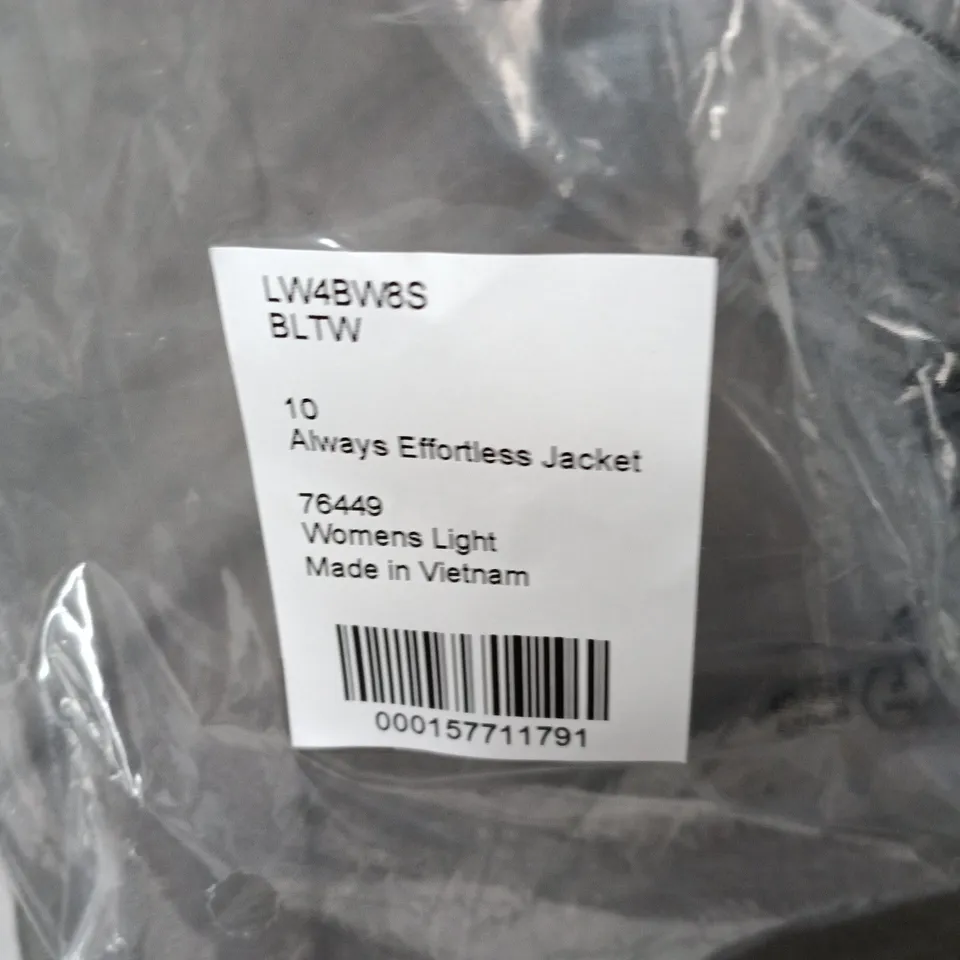 LW4BW8S
BLTW
10
Always Effortless Jacket
76449
Womens Light
Made in Vietnam
000157711791